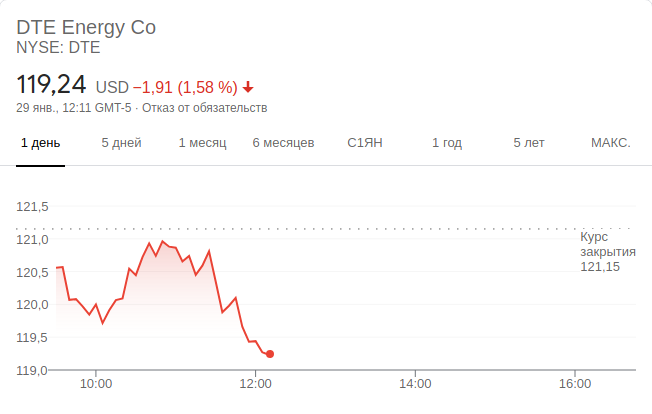 DTE Energy Co
NYSE: DTE
119,24 USD −1,91 (1,58 %)
29 янв., 12:11 GMT-5 · Отказ от обязательств
1 день 5 дней 1 месяц 6 месяцев С1ЯН 1 год 5 лет МАКС.
121,5
121,0
120,5
120,0
119,5
119,0
Курс
закрытия
121,15
10:00 12:00 14:00 16:00